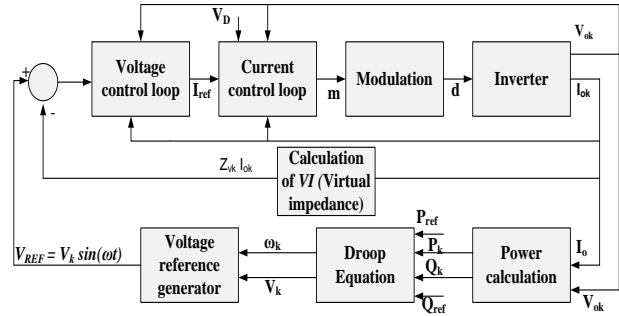 V_D
V_ok
+
-
Voltage
control loop
I_ref
Current
control loop
m
Modulation
d
Inverter
I_ok
Z_vk I_ok
Calculation
of VI (Virtual
impedance)
V_REF = V_k sin(ωt)
Voltage
reference
generator
ω_k
V_k
Droop
Equation
P_ref
P_k
Q_k
Q_ref
Power
calculation
I_o
V_ok